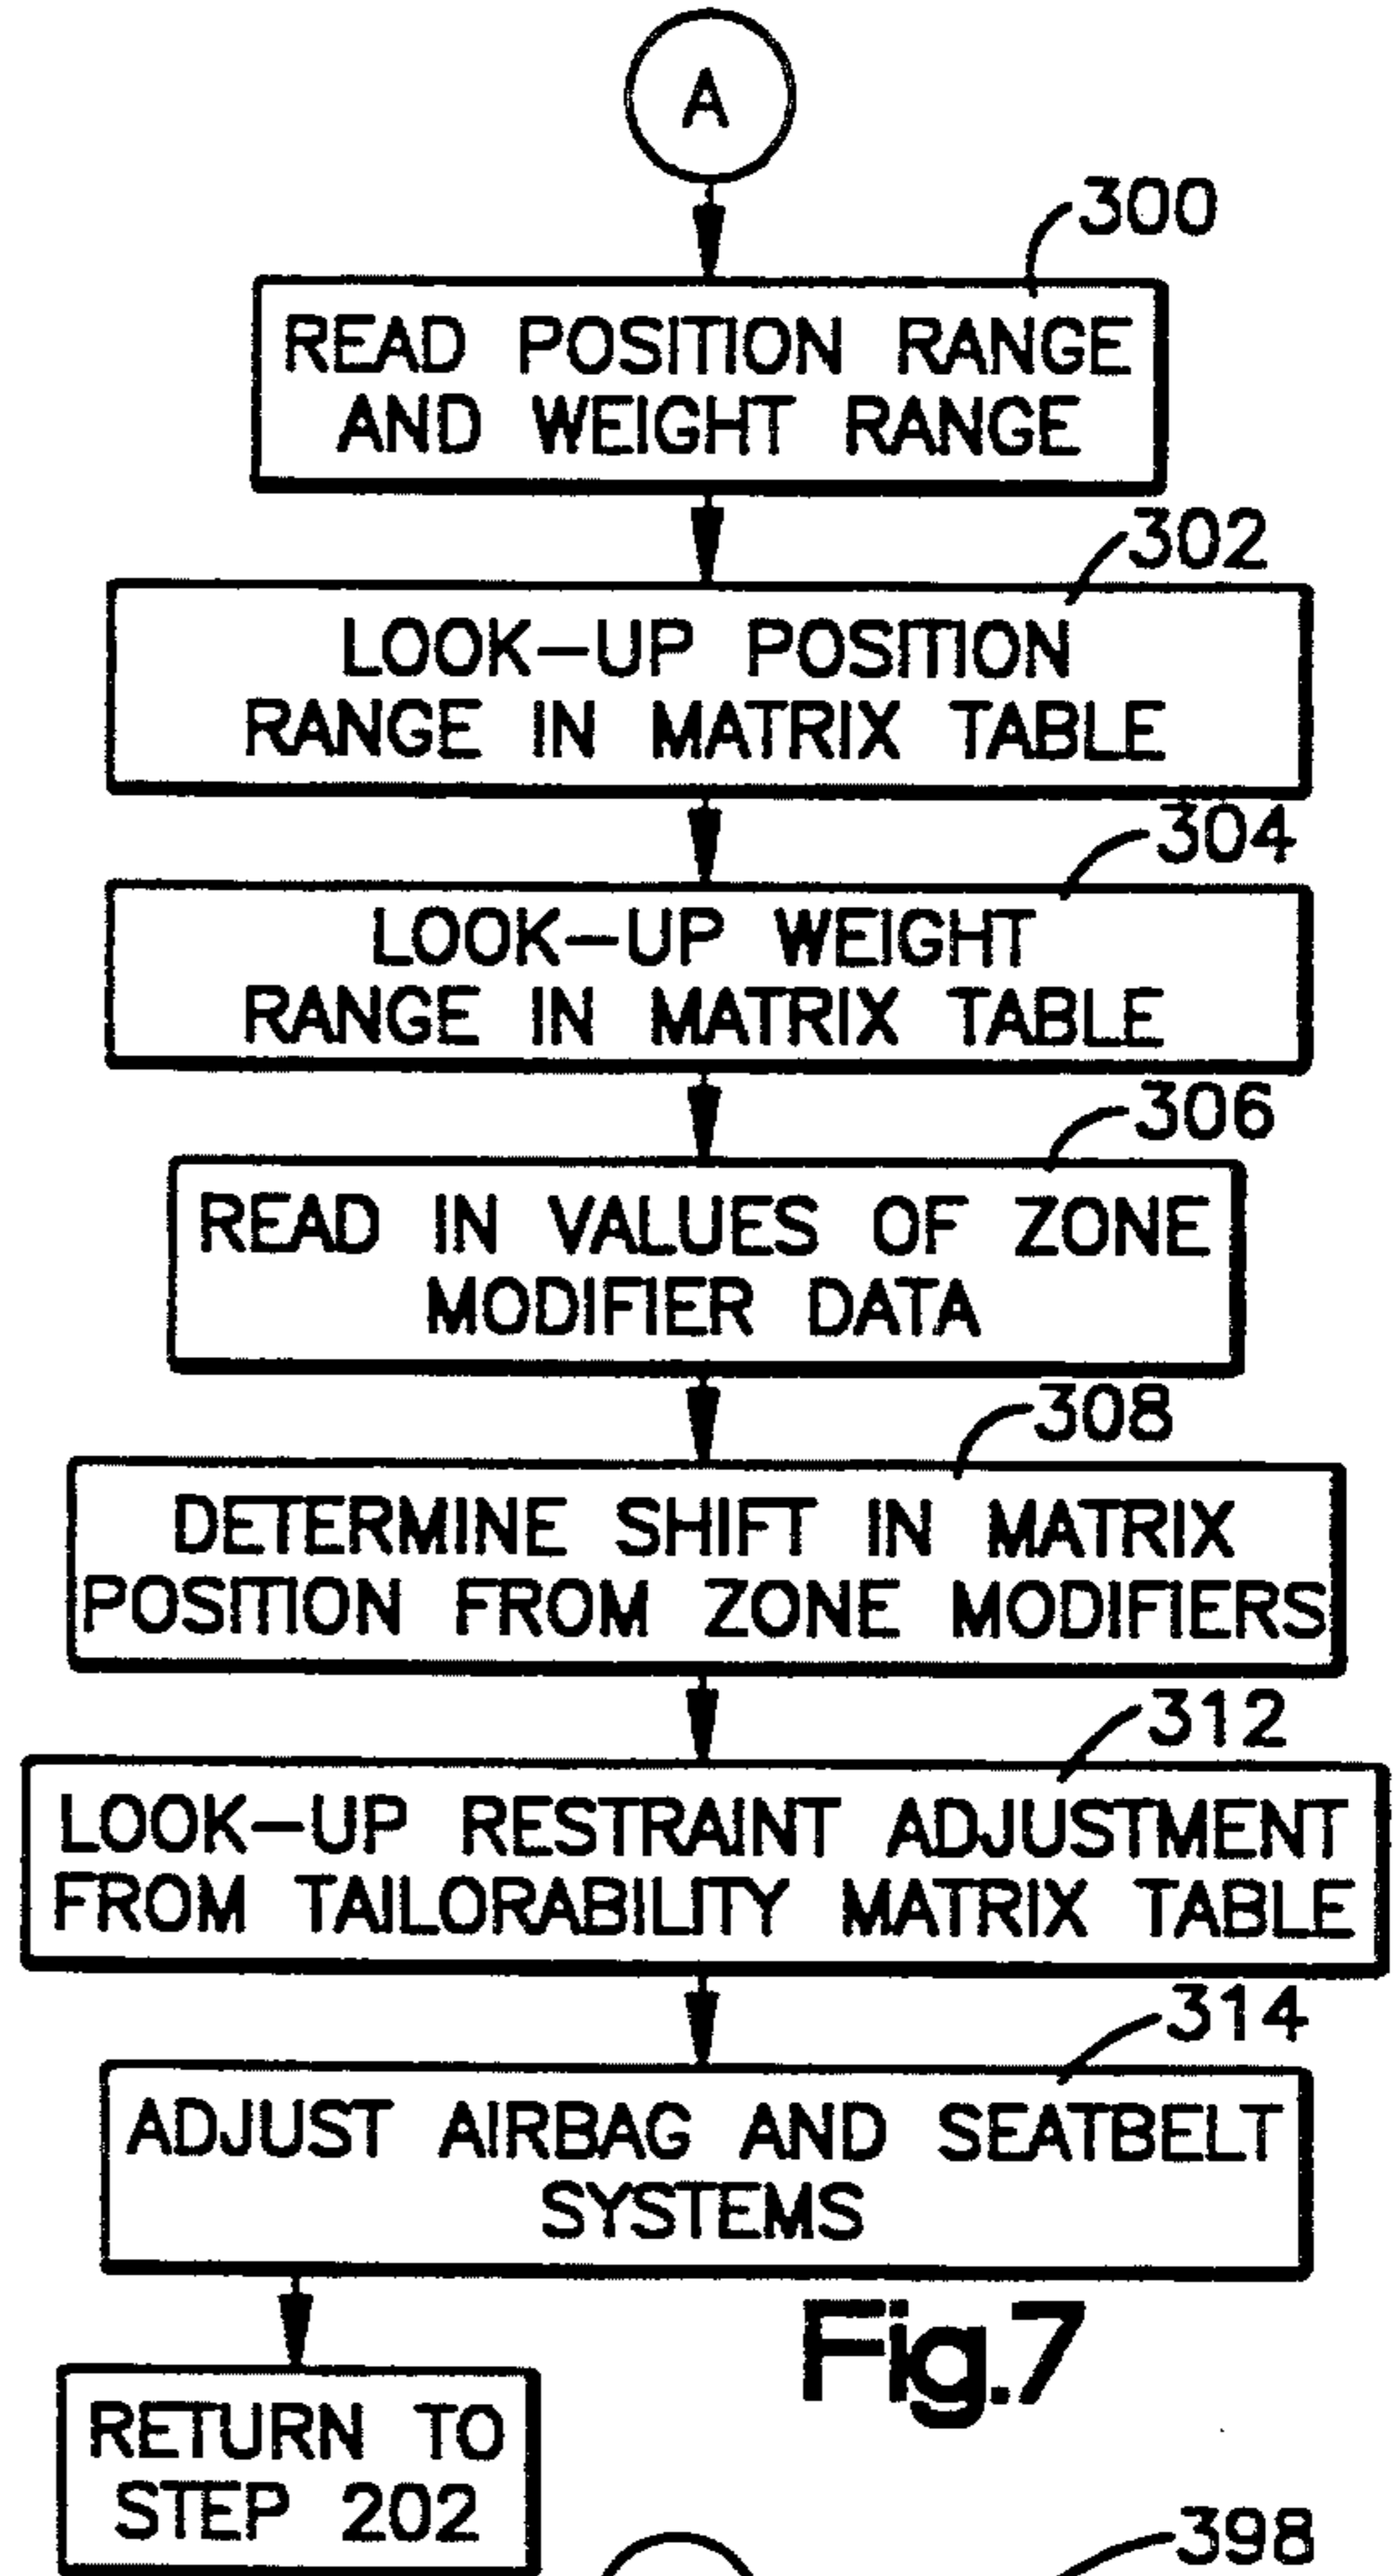 A
300
READ POSITION RANGE
AND WEIGHT RANGE
302
LOOK-UP POSITION
RANGE IN MATRIX TABLE
304
LOOK-UP WEIGHT
RANGE IN MATRIX TABLE
306
READ IN VALUES OF ZONE
MODIFIER DATA
308
DETERMINE SHIFT IN MATRIX
POSITION FROM ZONE MODIFIERS
312
LOOK-UP RESTRAINT ADJUSTMENT
FROM TAILORABILITY MATRIX TABLE
314
ADJUST AIRBAG AND SEATBELT
SYSTEMS
Fig.7
RETURN TO
STEP 202
398